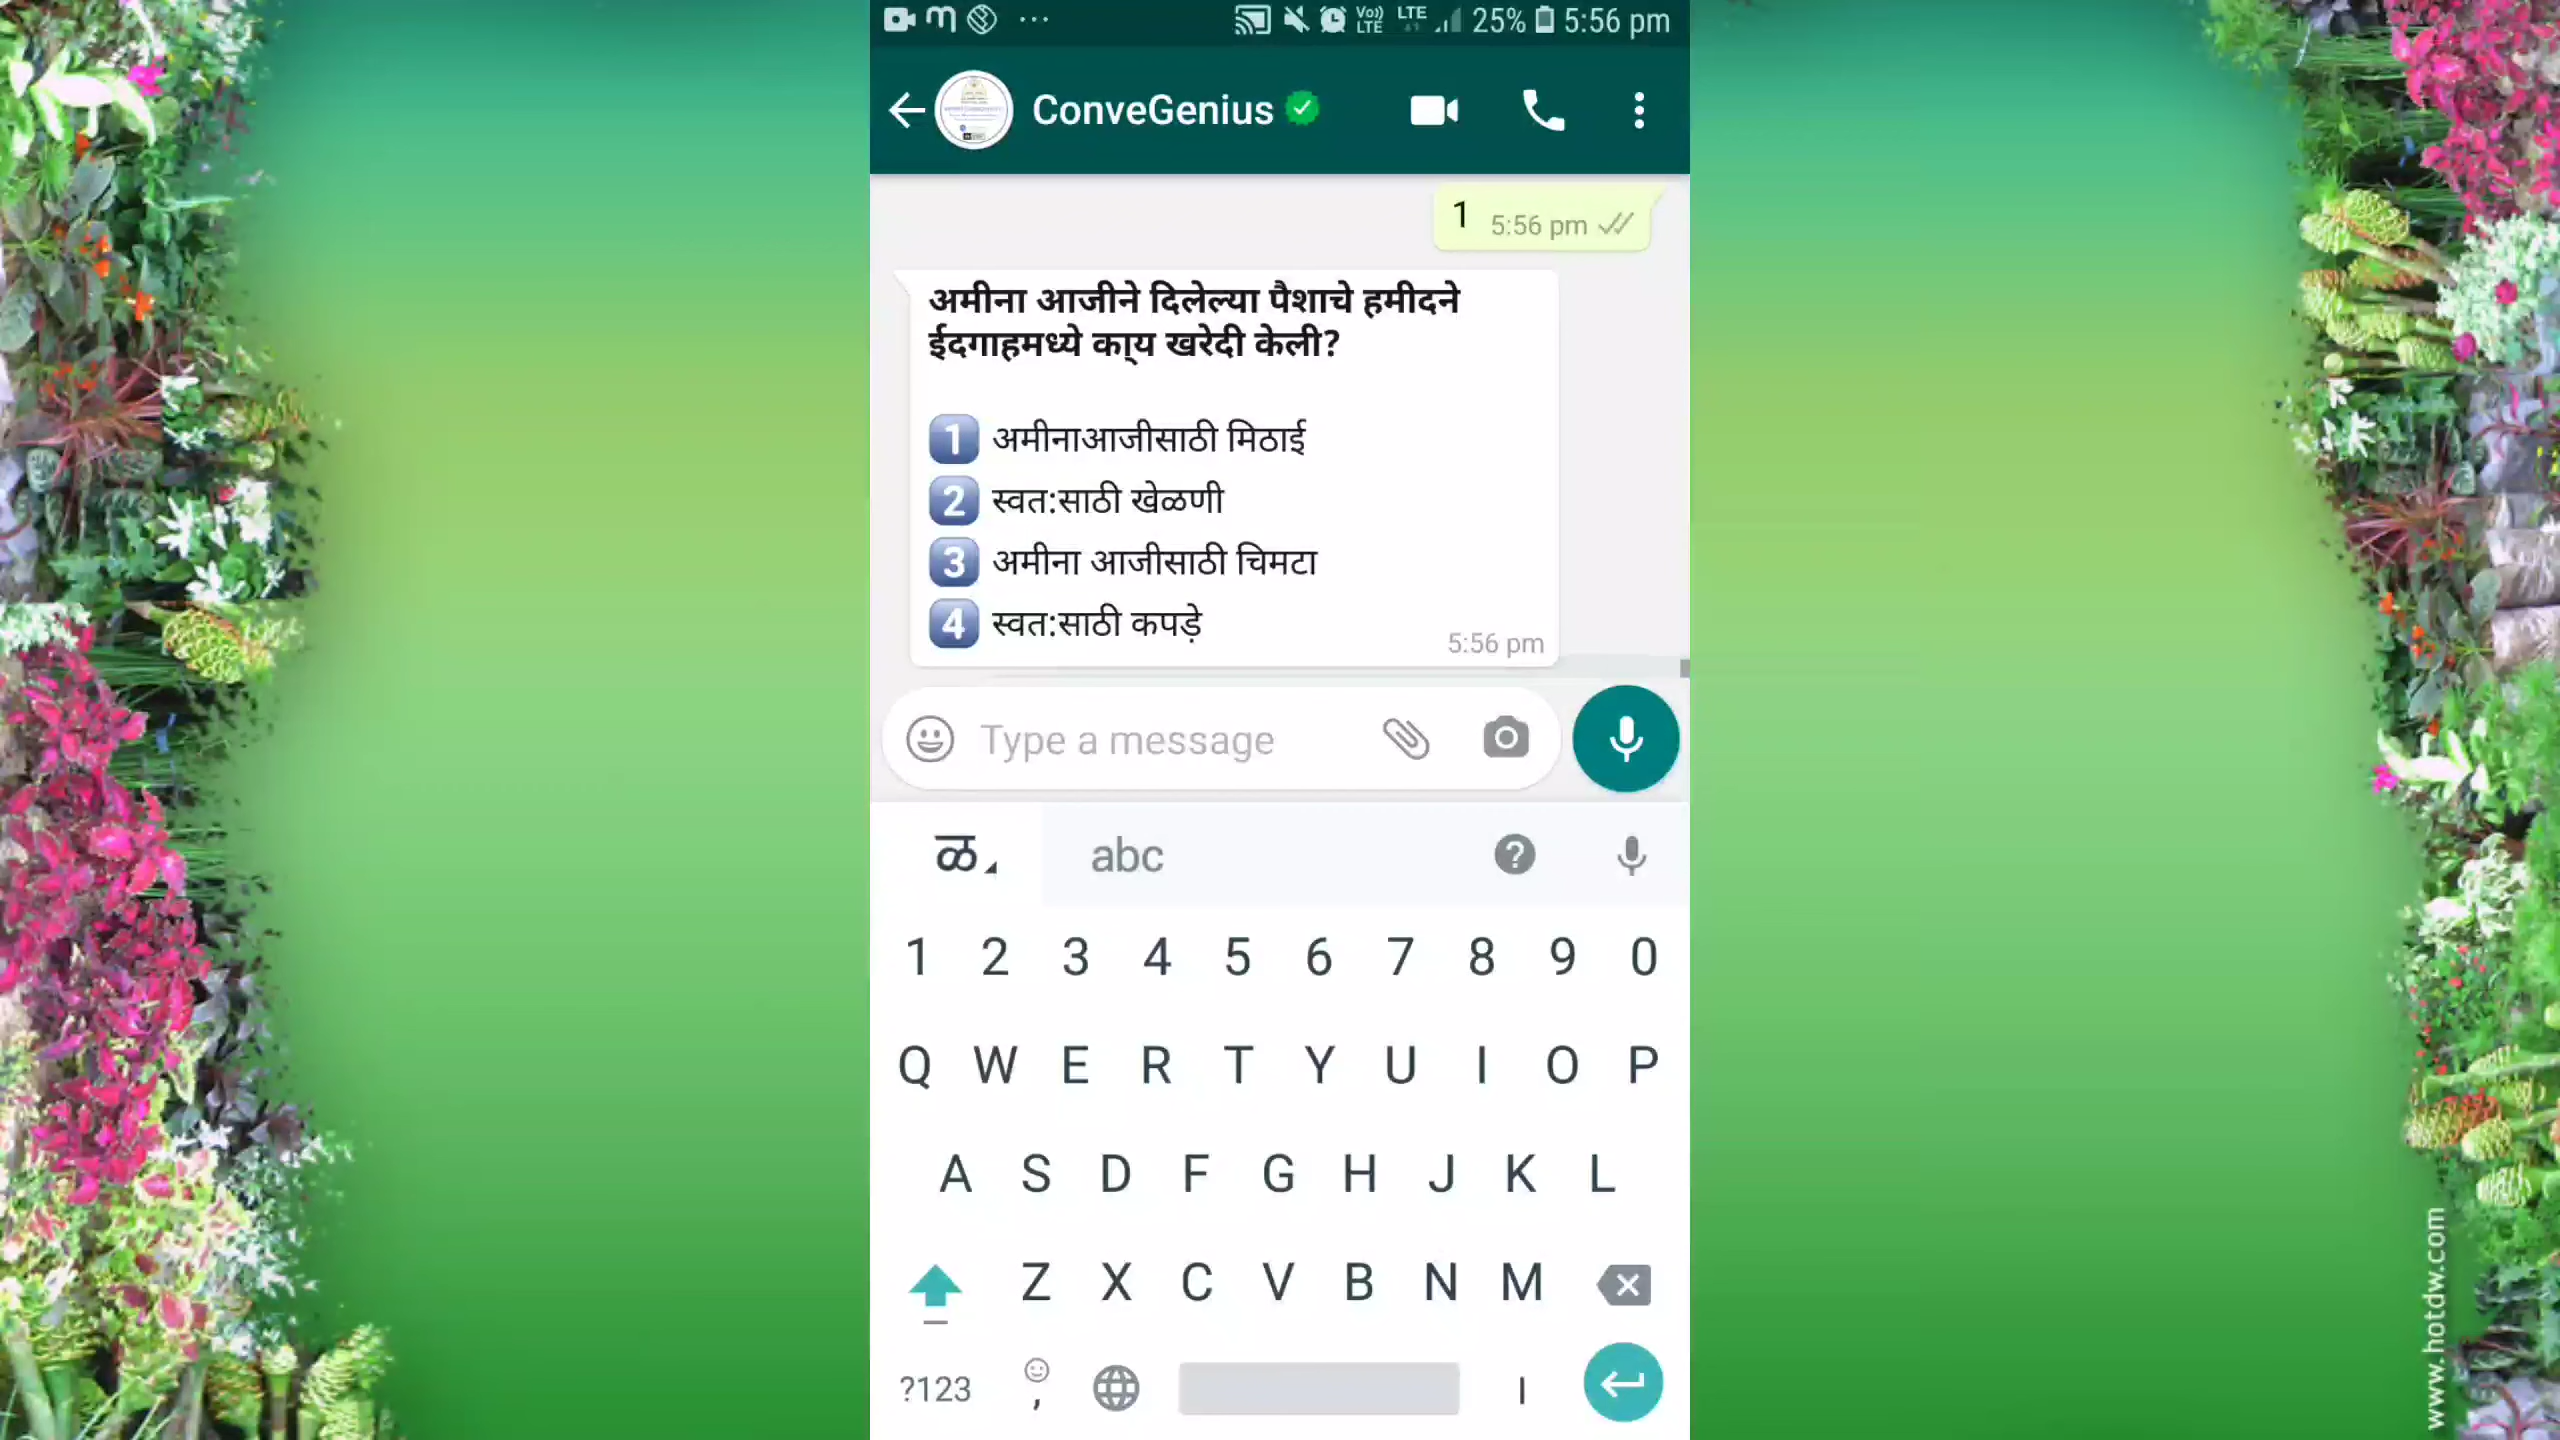 25% 5:56 pm
ConveGenius
1 5:56 pm
अमीना आजीने दिलेल्या पैशाचे हमीदने
ईदगाहमध्ये का्य खरेदी केली?
1 अमीनाआजीसाठी मिठाई
2 स्वत:साठी खेळणी
3 अमीना आजीसाठी चिमटा
4 स्वत:साठी कपड़े
5:56 pm
Type a message
ळ abc
1 2 3 4 5 6 7 8 9 0
Q W E R T Y U I O P
A S D F G H J K L
Z X C V B N M
?123 , ।
www.hotdw.com